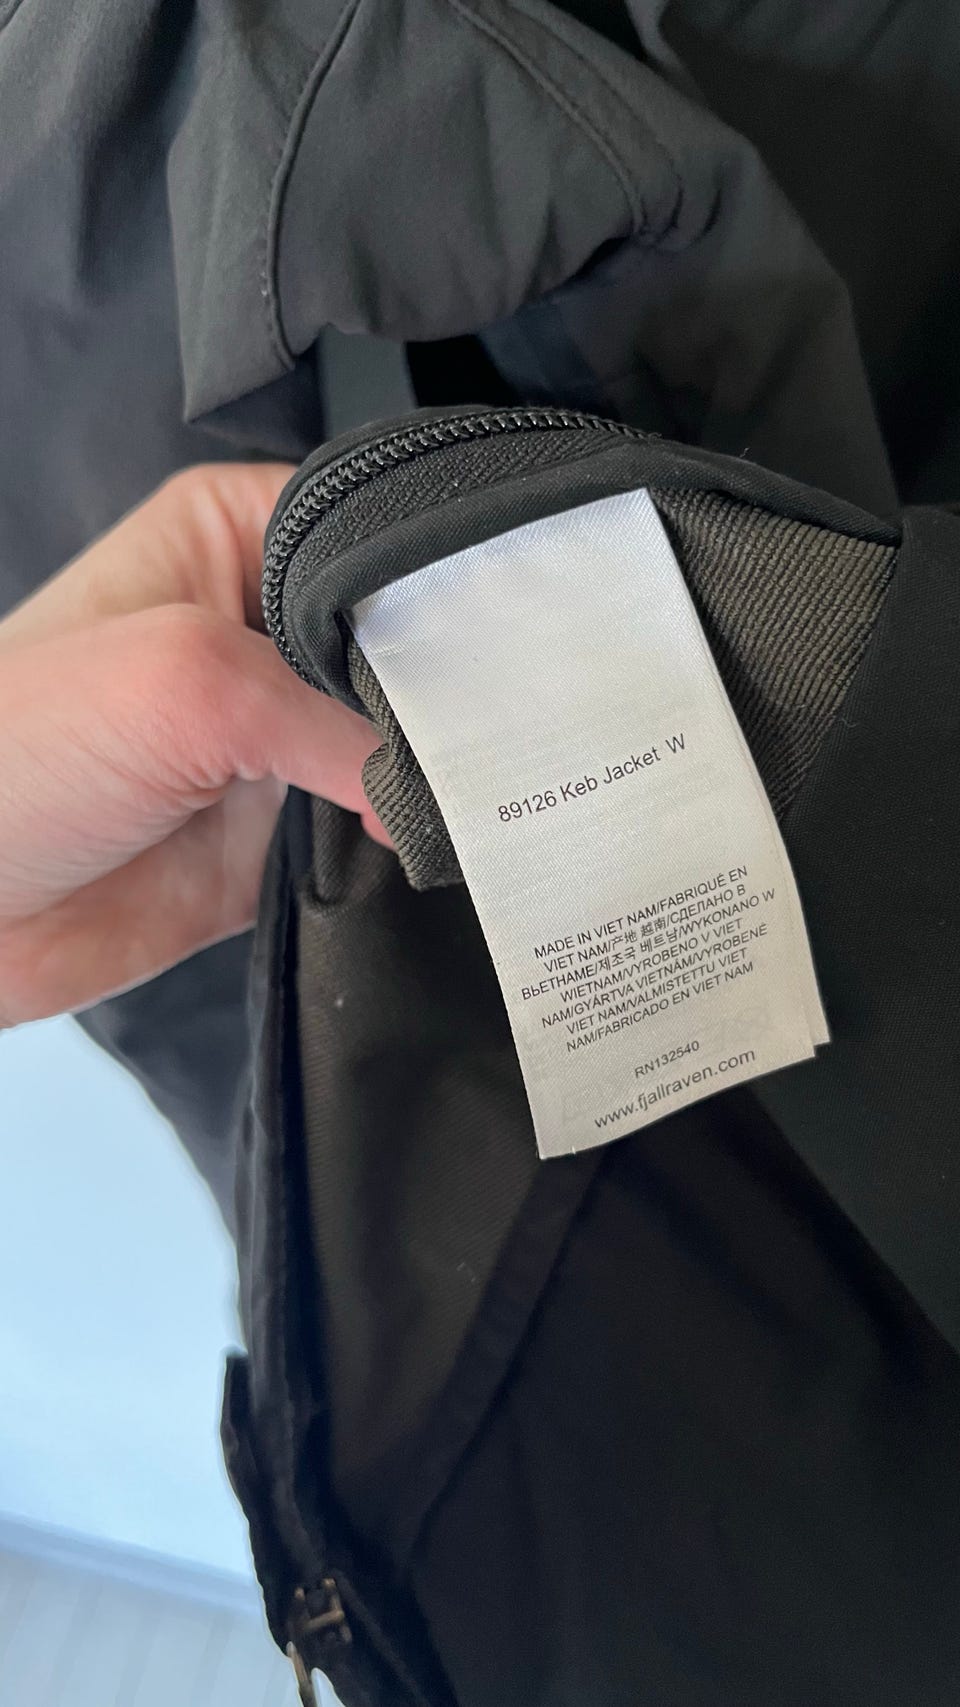 89126 Keb Jacket W
MADE IN VIET NAM/FABRIQUÉ EN
VIET NAM/产地 越南/СДЕЛАНО В
ВЬЕТНАМЕ/제조국 베트남/WYKONANO W
WIETNAM/VYROBENO V VIET
NAM/GYÁRTVA VIETNÁM/VYROBENÉ
VIET NAM/VALMISTETTU VIET
NAM/FABRICADO EN VIET NAM
RN132540
www.fjallraven.com